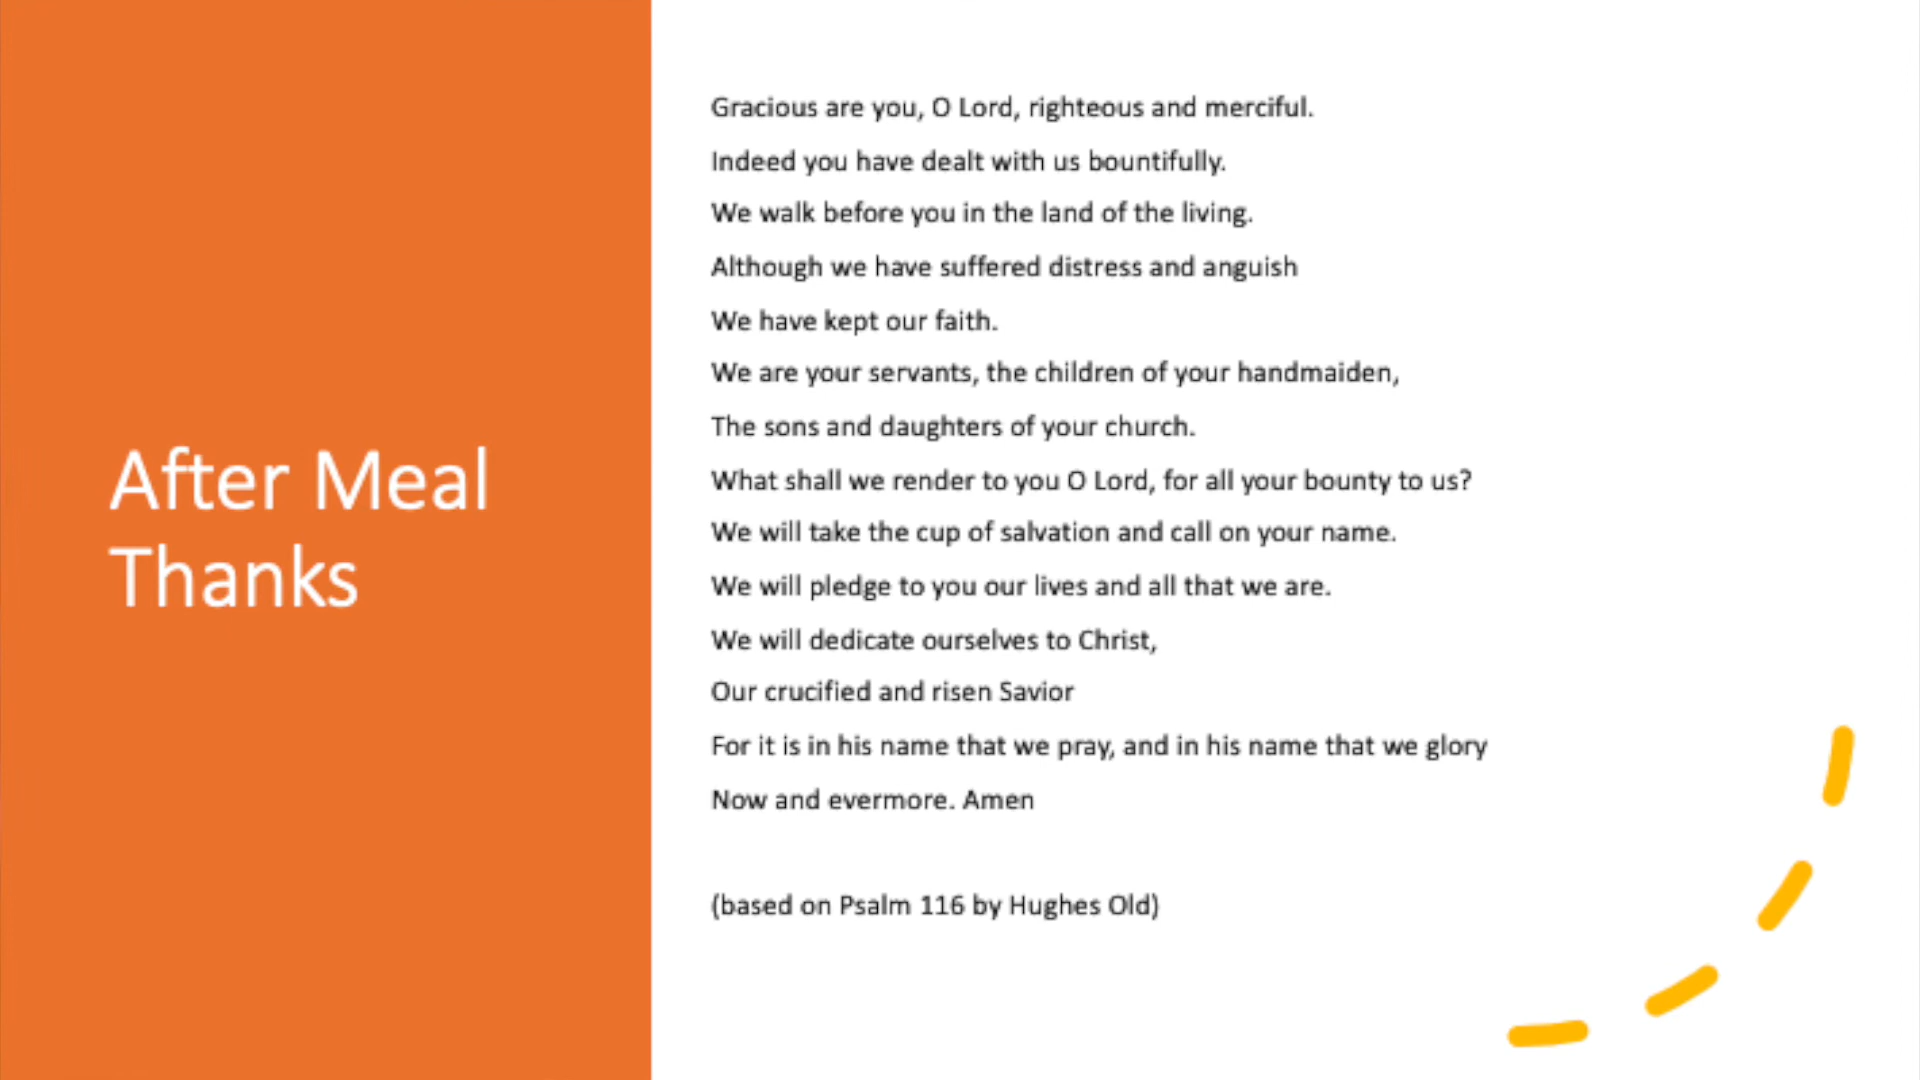 After Meal
Thanks
Gracious are you, O Lord, righteous and merciful.
Indeed you have dealt with us bountifully.
We walk before you in the land of the living.
Although we have suffered distress and anguish
We have kept our faith.
We are your servants, the children of your handmaiden,
The sons and daughters of your church.
What shall we render to you O Lord, for all your bounty to us?
We will take the cup of salvation and call on your name.
We will pledge to you our lives and all that we are.
We will dedicate ourselves to Christ,
Our crucified and risen Savior
For it is in his name that we pray, and in his name that we glory
Now and evermore. Amen
(based on Psalm 116 by Hughes Old)